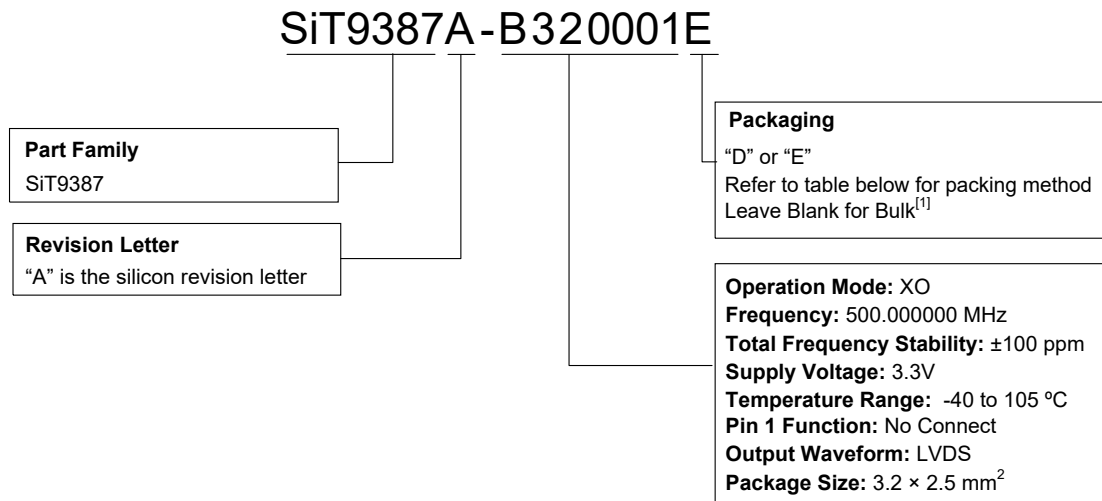 SiT9387A-B320001E
Part Family
SiT9387
Revision Letter
“A” is the silicon revision letter
Packaging
“D” or “E”
Refer to table below for packing method
Leave Blank for Bulk[1]
Operation Mode: XO
Frequency: 500.000000 MHz
Total Frequency Stability: ±100 ppm
Supply Voltage: 3.3V
Temperature Range: -40 to 105 ºC
Pin 1 Function: No Connect
Output Waveform: LVDS
Package Size: 3.2 × 2.5 mm2